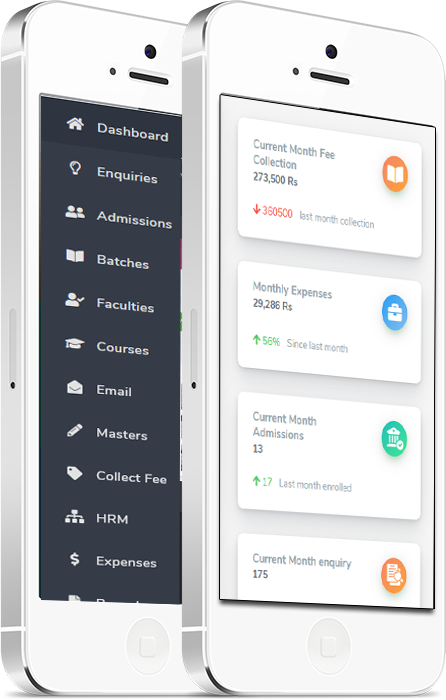 Dashboard
Enquiries
Admissions
Batches
Faculties
Courses
Email
Masters
Collect Fee
HRM
Expenses
Current Month Fee
Collection
273,500 Rs
360500 last month collection
Monthly Expenses
29,286 Rs
56% Since last month
Current Month
Admissions
13
17 Last month enrolled
Current Month enquiry
175